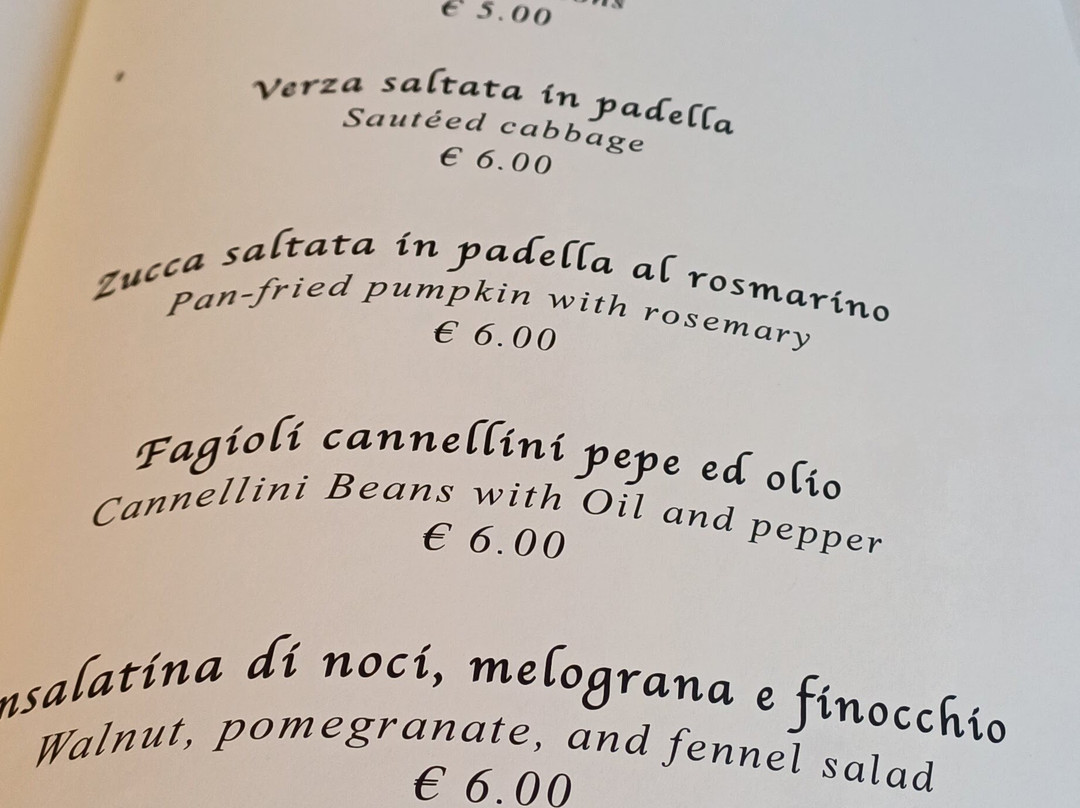 € 5.00
Verza saltata in padella
Sautéed cabbage
€ 6.00
Zucca saltata in padella al rosmarino
Pan-fried pumpkin with rosemary
€ 6.00
Fagioli cannellini pepe ed olio
Cannellini Beans with Oil and pepper
€ 6.00
nsalatina di noci, melograna e finocchio
Walnut, pomegranate, and fennel salad
€ 6.00